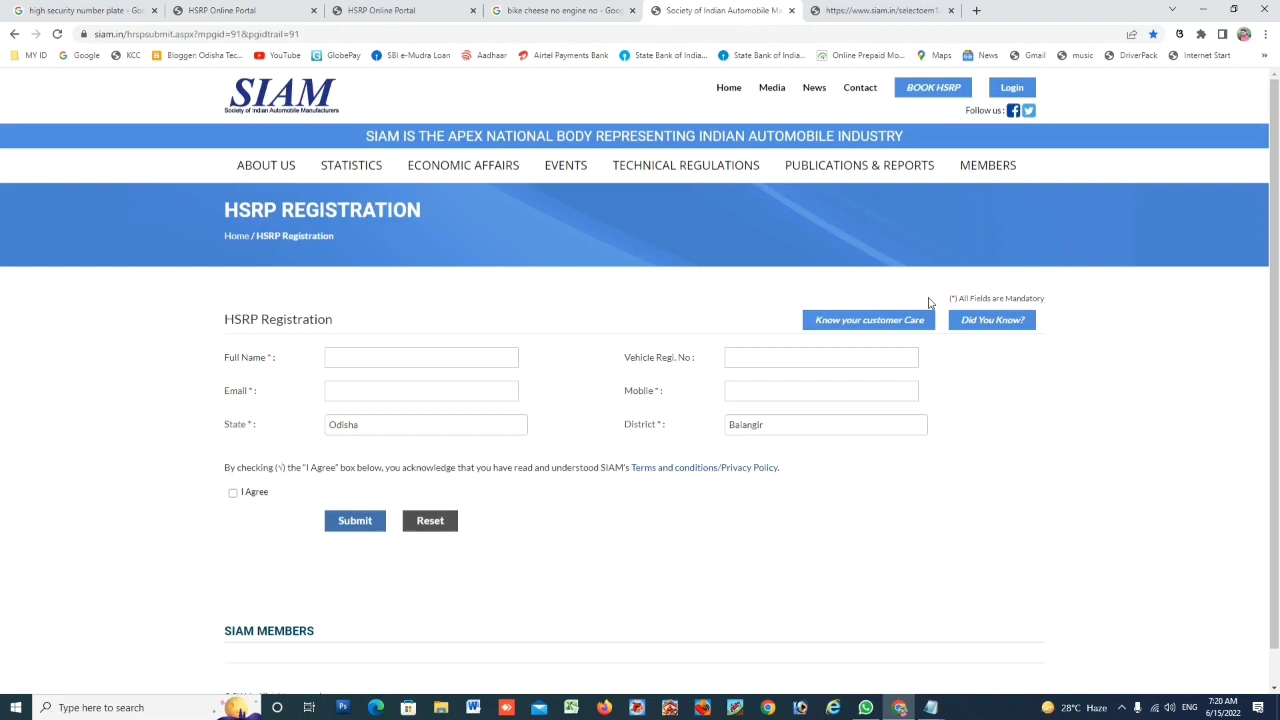 high security plate - Goog
HSRP Online Portal
HSRP Online Portal
bike cheese no engine no - Goo
Society of Indian Automobile Ma
https://www.somewhere
siam.in/hsrpsubmit.aspx?mpgid=91&pgidtrail=91
MY ID Google KCC Blogger: Odisha Tec... YouTube GlobePay SBI e-Mudra Loan Aadhaar Airtel Payments Bank State Bank of India... State Bank of India... Online Prepaid Mo... Maps News Gmail music DriverPack Internet Start »
SIAM
Society of Indian Automobile Manufacturers
Home Media News Contact BOOK HSRP Login
Follow us :
SIAM IS THE APEX NATIONAL BODY REPRESENTING INDIAN AUTOMOBILE INDUSTRY
ABOUT US STATISTICS ECONOMIC AFFAIRS EVENTS TECHNICAL REGULATIONS PUBLICATIONS & REPORTS MEMBERS
HSRP REGISTRATION
Home / HSRP Registration
(*) All Fields are Mandatory
HSRP Registration
Know your customer Care Did You Know?
Full Name * : Vehicle Regi. No :
Email * : Mobile * :
State * : Odisha District * : Balangir
By checking (√) the "I Agree" box below, you acknowledge that you have read and understood SIAM's Terms and conditions/Privacy Policy.
I Agree
Submit Reset
SIAM MEMBERS
Type here to search
28°C Haze
7:20 AM
6/15/2022